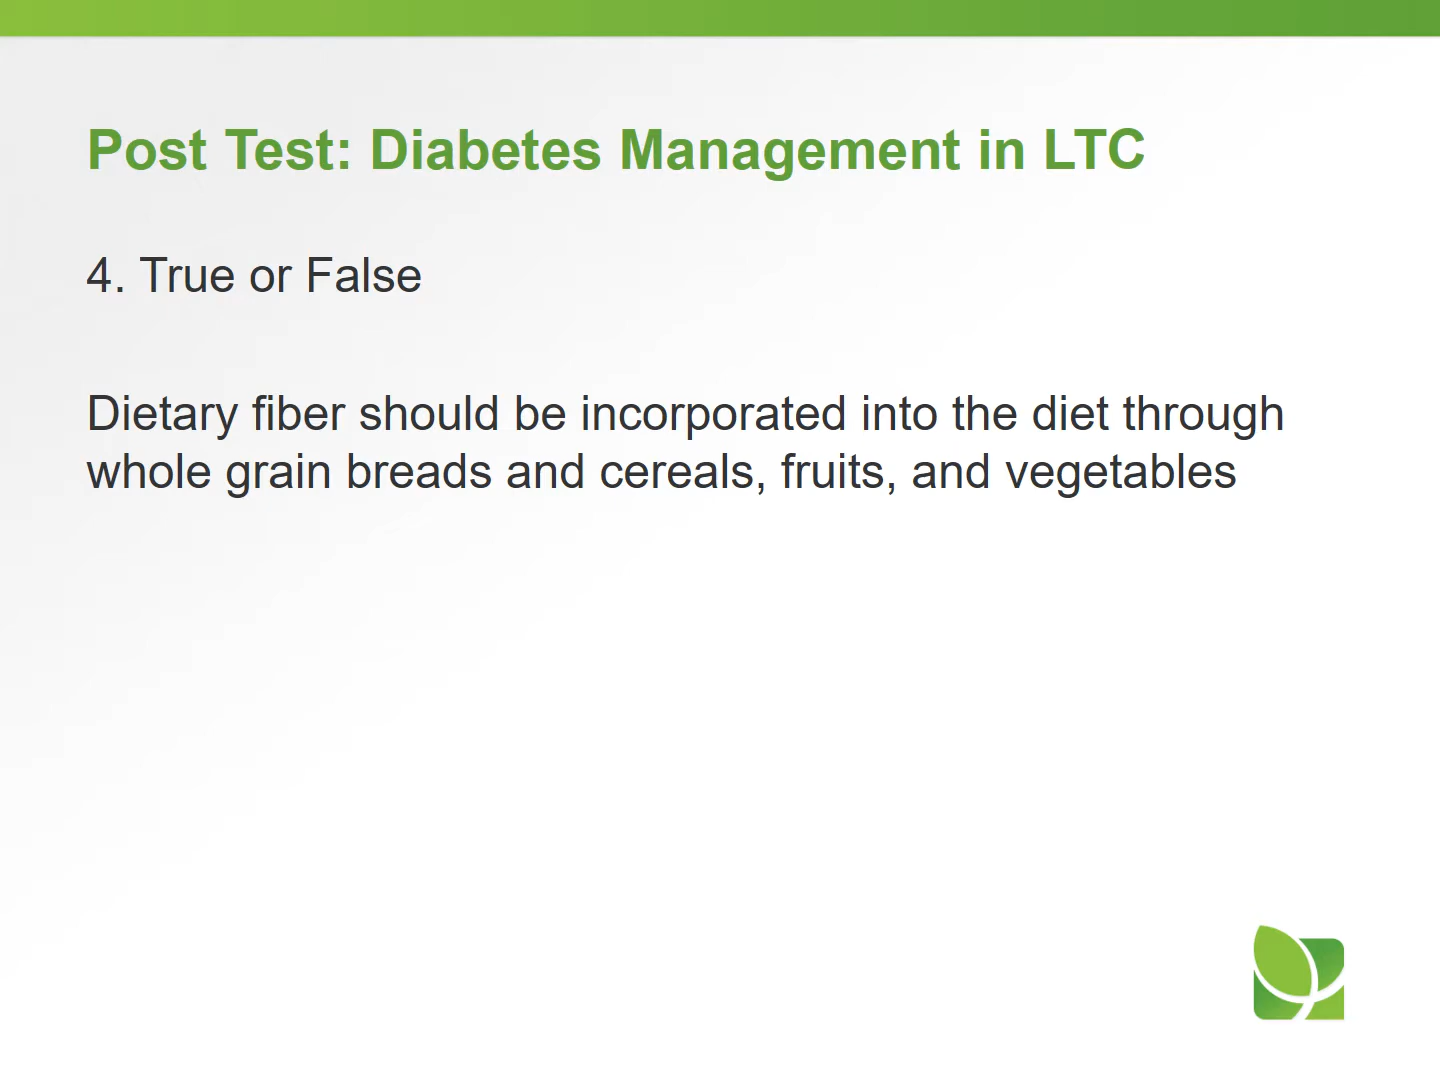 Post Test: Diabetes Management in LTC
4. True or False
Dietary fiber should be incorporated into the diet through
whole grain breads and cereals, fruits, and vegetables